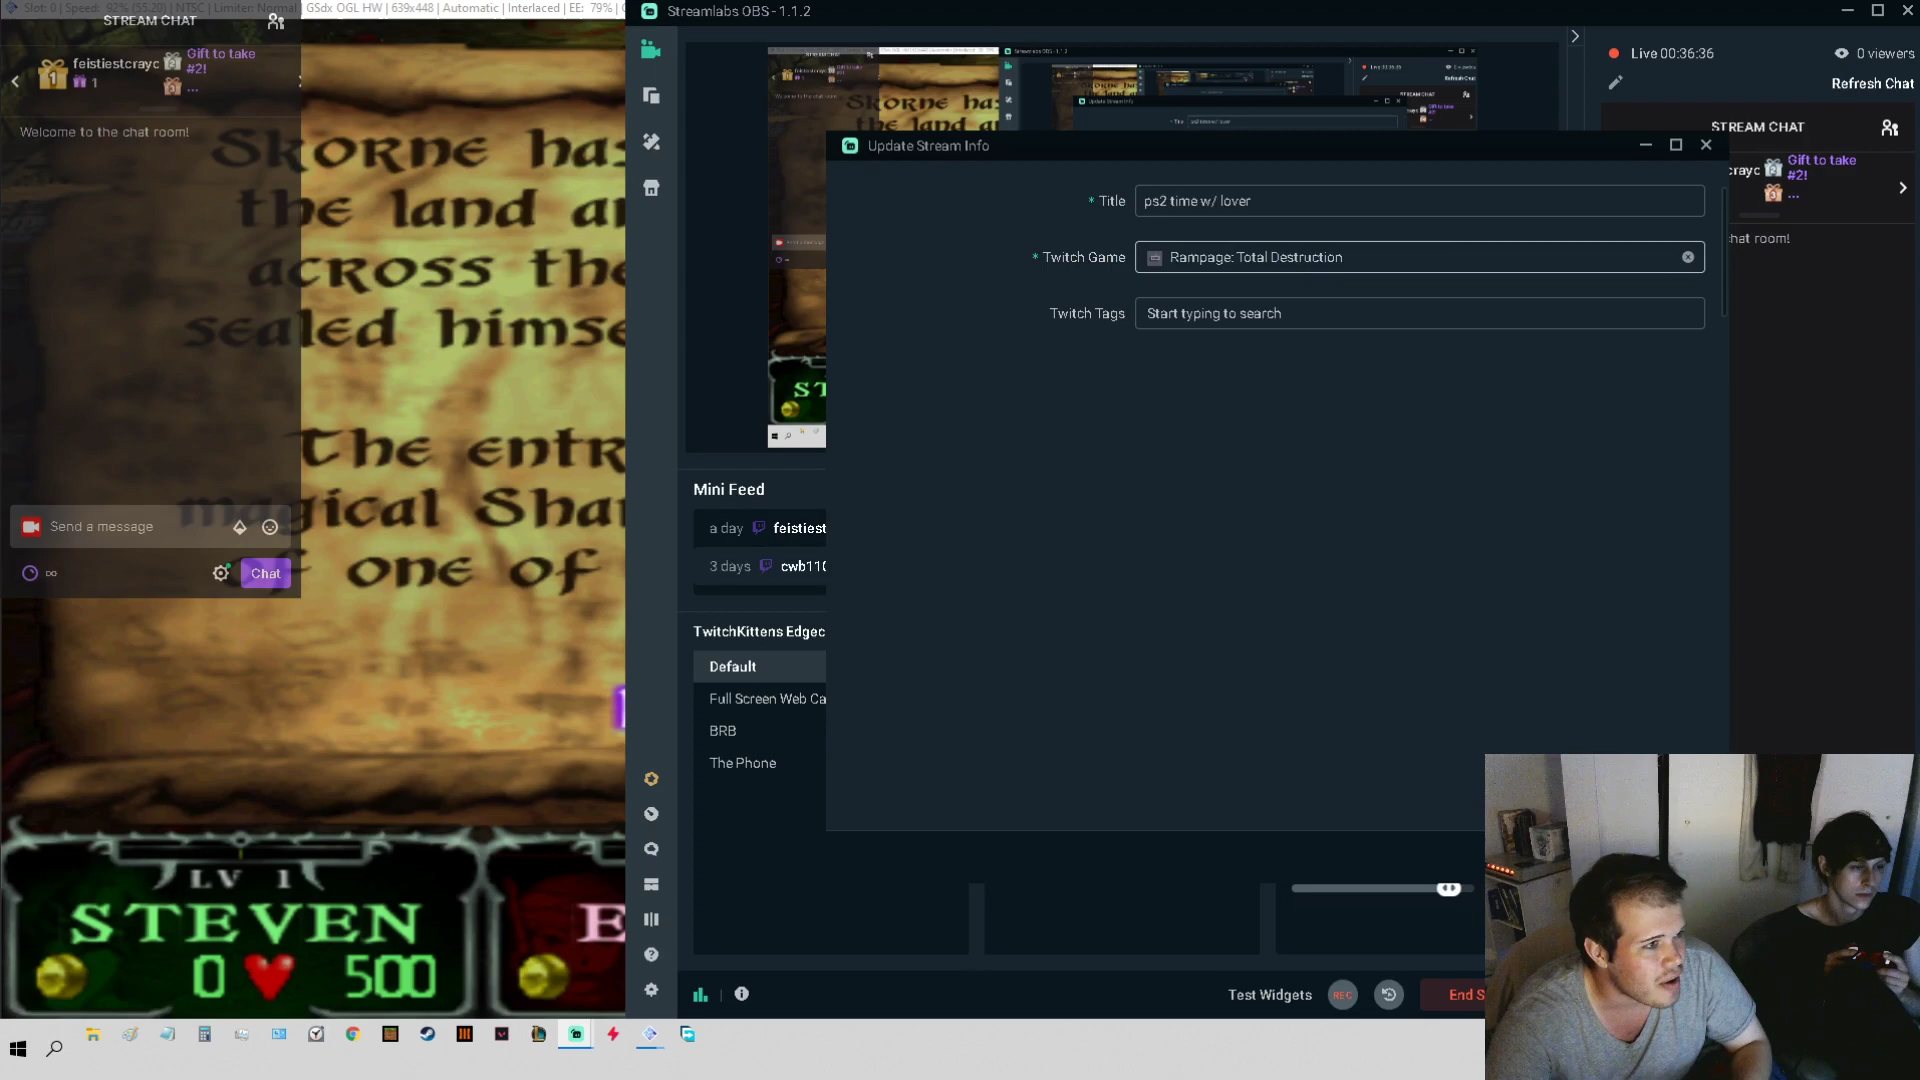 Slot: 0 | Speed: 92% (55.20) | NTSC | Limiter: Normal | GSdx OGL HW | 639x448 | Automatic | Interlaced | EE: 79% |
STREAM CHAT
feistiestcrayc
1
Gift to take
#2!
...
Welcome to the chat room!
Skorne has
the land
across the
sealed himse
The entr
magical Sha
of one of
Send a message
Chat
LV 1
STEVEN
0 500
E
Streamlabs OBS - 1.1.2
Live 00:36:36
0 viewers
Refresh Chat
STREAM CHAT
crayc
Gift to take
#2!
...
chat room!
Update Stream Info
* Title
ps2 time w/ lover
* Twitch Game
Rampage: Total Destruction
Twitch Tags
Start typing to search
Mini Feed
a day feistiest
3 days cwb110
TwitchKittens Edgec
Default
Full Screen Web Ca
BRB
The Phone
Test Widgets
REC
End S